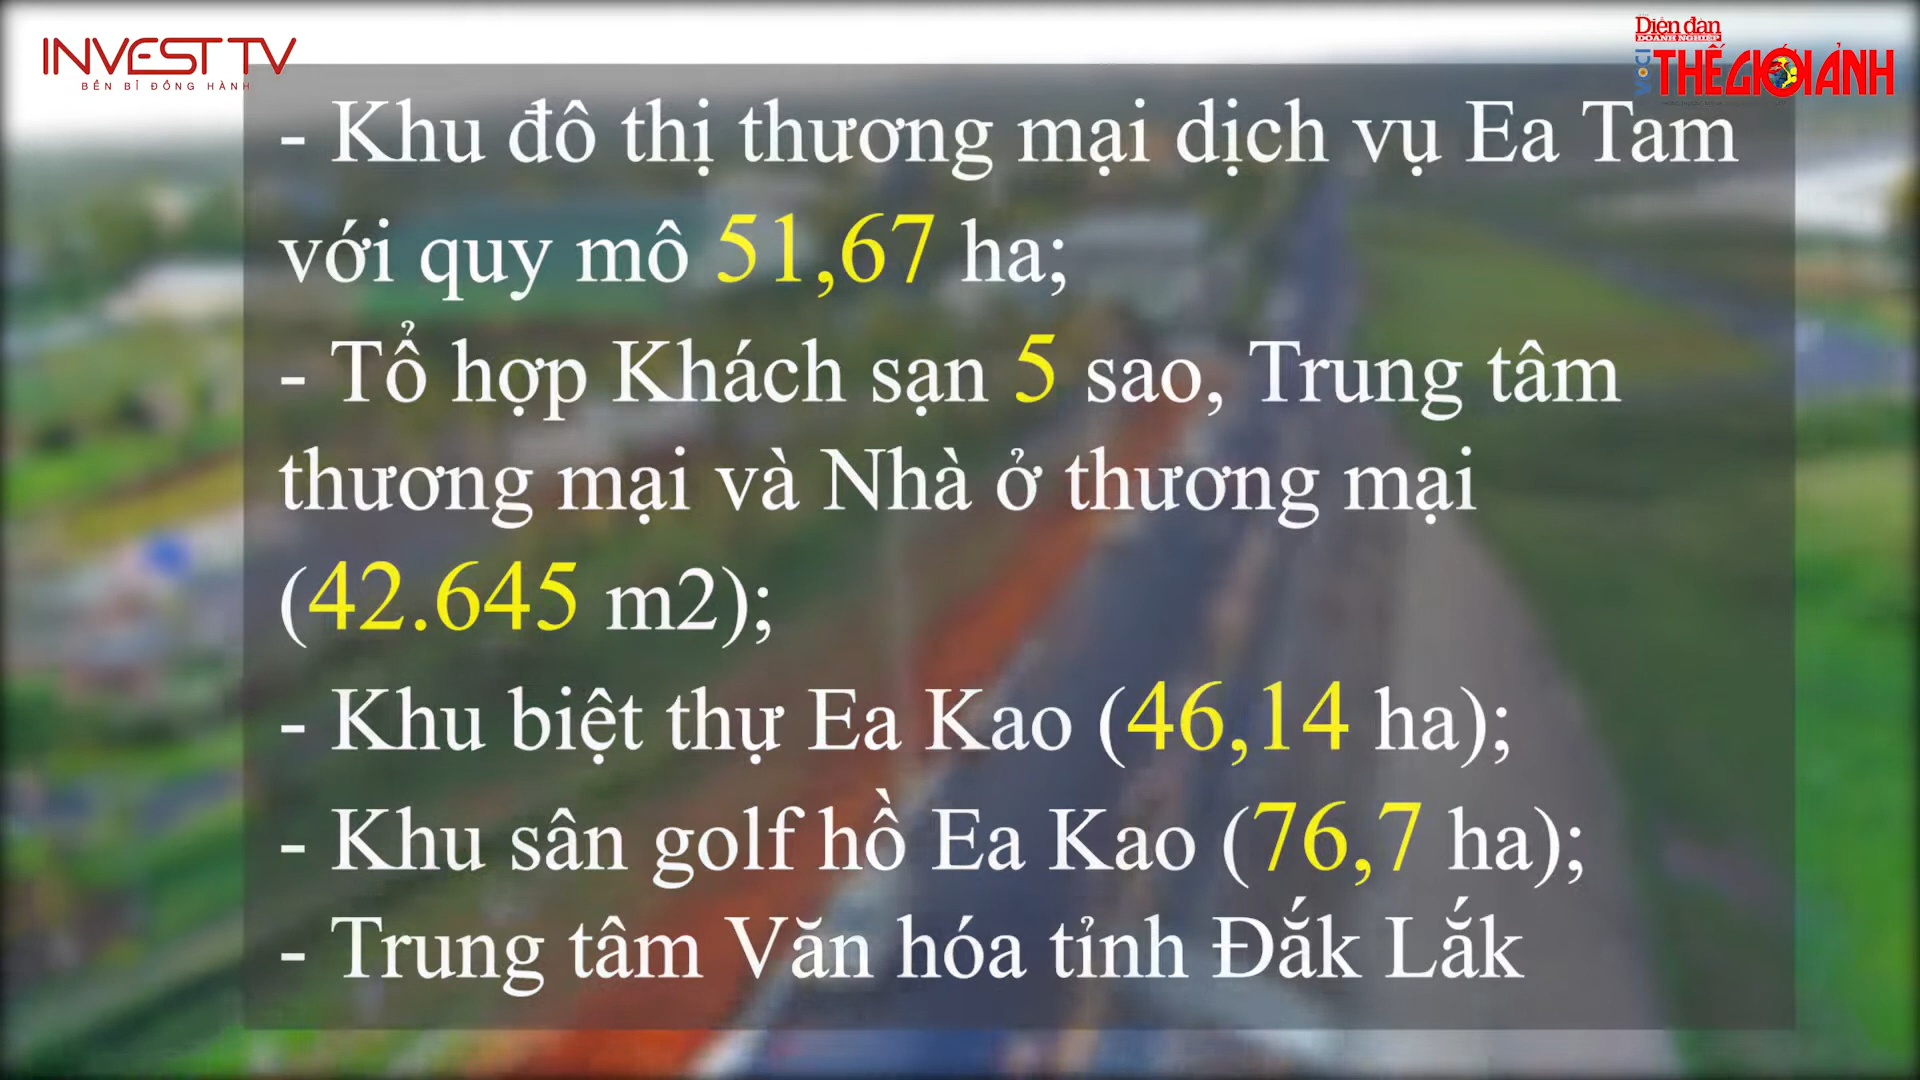 INVEST TV
BỀN BỈ ĐỒNG HÀNH
Diễn đàn
DOANH NGHIỆP
VCCI
THẾ GIỚI ẢNH
- Khu đô thị thương mại dịch vụ Ea Tam
với quy mô 51,67 ha;
- Tổ hợp Khách sạn 5 sao, Trung tâm
thương mại và Nhà ở thương mại
(42.645 m2);
- Khu biệt thự Ea Kao (46,14 ha);
- Khu sân golf hồ Ea Kao (76,7 ha);
- Trung tâm Văn hóa tỉnh Đắk Lắk